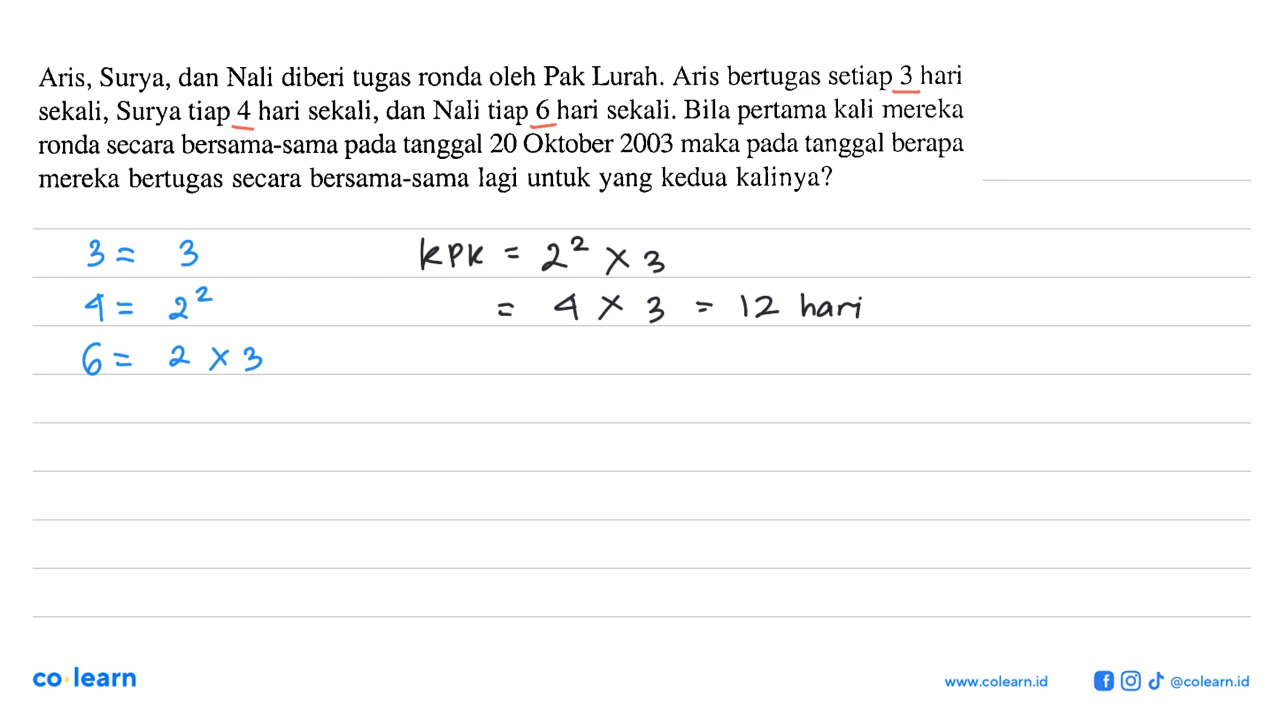 Aris, Surya, dan Nali diberi tugas ronda oleh Pak Lurah. Aris bertugas setiap 3 hari
sekali, Surya tiap 4 hari sekali, dan Nali tiap 6 hari sekali. Bila pertama kali mereka
ronda secara bersama-sama pada tanggal 20 Oktober 2003 maka pada tanggal berapa
mereka bertugas secara bersama-sama lagi untuk yang kedua kalinya?
3 = 3
4 = 2²
6 = 2 × 3
KPK = 2² × 3
= 4 × 3 = 12 hari
co learn
www.colearn.id
@colearn.id